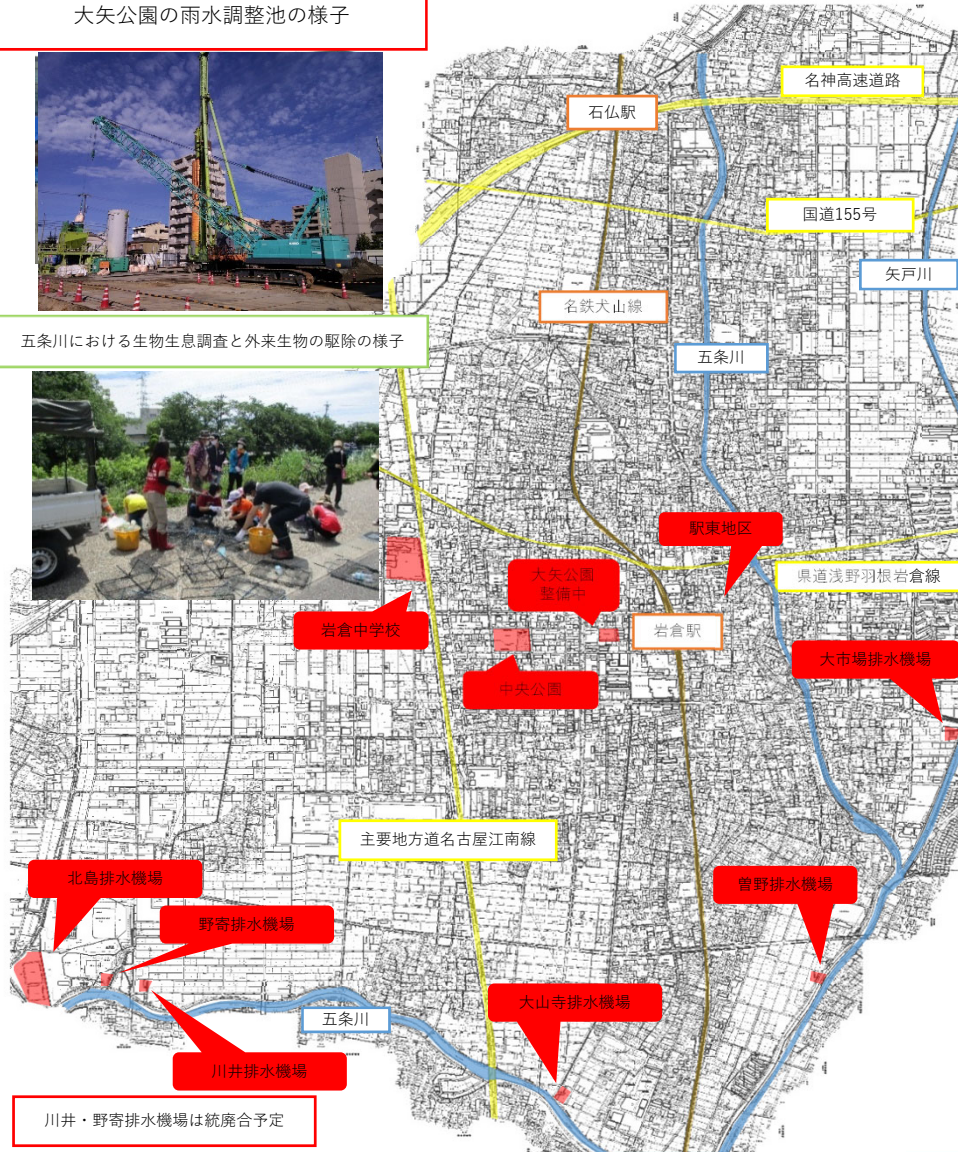 大矢公園の雨水調整池の様子
名神高速道路
石仏駅
国道155号
矢戸川
名鉄犬山線
五条川における生物生息調査と外来生物の駆除の様子
五条川
駅東地区
大矢公園
整備中
県道浅野羽根岩倉線
岩倉中学校
岩倉駅
大市場排水機場
中央公園
主要地方道名古屋江南線
北島排水機場
曽野排水機場
野寄排水機場
大山寺排水機場
五条川
川井排水機場
川井・野寄排水機場は統廃合予定